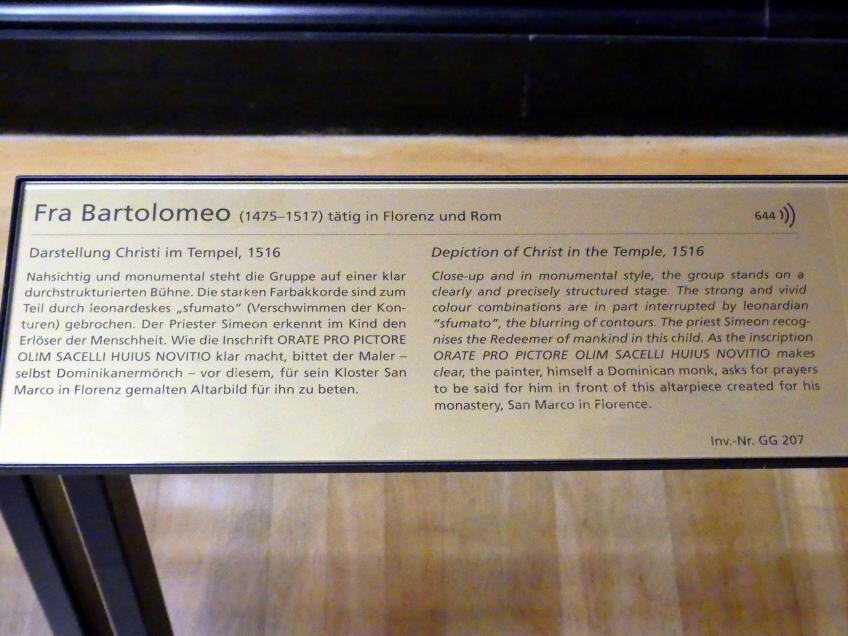 Fra Bartolomeo (1475–1517) tätig in Florenz und Rom
644
Darstellung Christi im Tempel, 1516
Nahsichtig und monumental steht die Gruppe auf einer klar
durchstrukturierten Bühne. Die starken Farbakkorde sind zum
Teil durch leonardeskes „sfumato“ (Verschwimmen der Kon-
turen) gebrochen. Der Priester Simeon erkennt im Kind den
Erlöser der Menschheit. Wie die Inschrift ORATE PRO PICTORE
OLIM SACELLI HUIUS NOVITIO klar macht, bittet der Maler –
selbst Dominikanermönch – vor diesem, für sein Kloster San
Marco in Florenz gemalten Altarbild für ihn zu beten.
Depiction of Christ in the Temple, 1516
Close-up and in monumental style, the group stands on a
clearly and precisely structured stage. The strong and vivid
colour combinations are in part interrupted by leonardian
“sfumato”, the blurring of contours. The priest Simeon recog-
nises the Redeemer of mankind in this child. As the inscription
ORATE PRO PICTORE OLIM SACELLI HUIUS NOVITIO makes
clear, the painter, himself a Dominican monk, asks for prayers
to be said for him in front of this altarpiece created for his
monastery, San Marco in Florence.
Inv.-Nr. GG 207